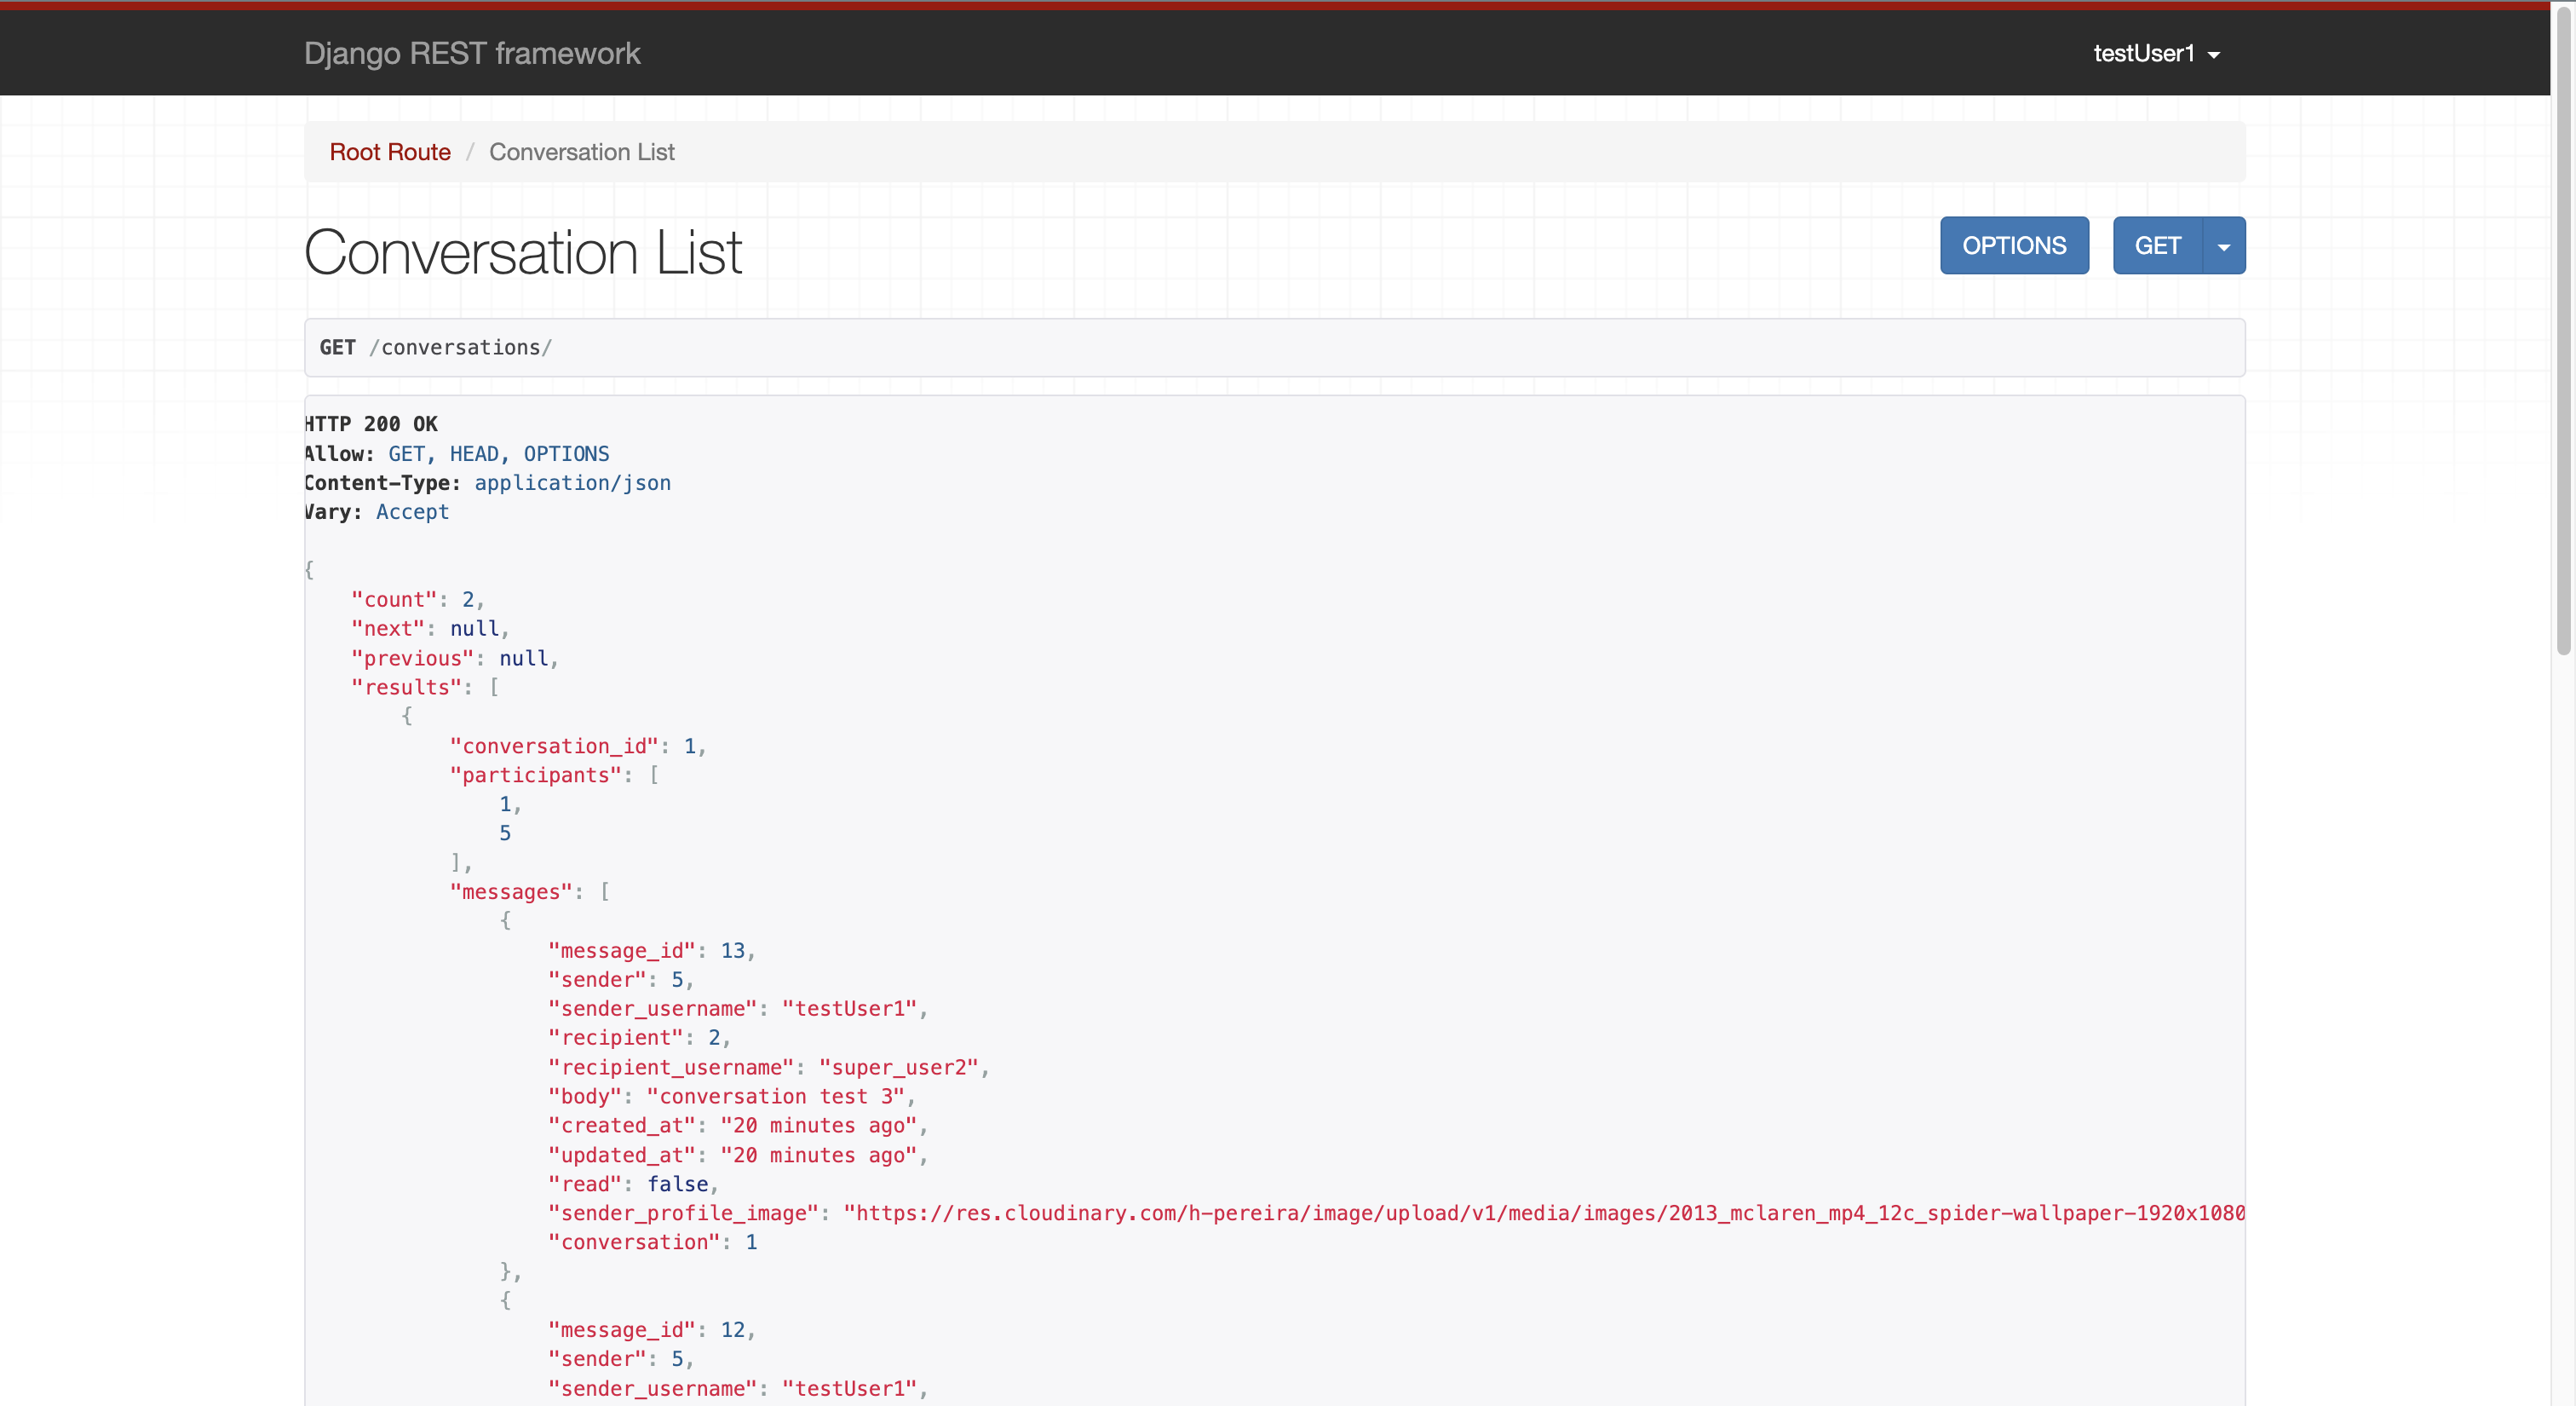 Django REST framework
testUser1
Root Route / Conversation List
Conversation List
OPTIONS
GET
GET /conversations/
HTTP 200 OK
Allow: GET, HEAD, OPTIONS
Content-Type: application/json
Vary: Accept
{
"count": 2,
"next": null,
"previous": null,
"results": [
{
"conversation_id": 1,
"participants": [
1,
5
],
"messages": [
{
"message_id": 13,
"sender": 5,
"sender_username": "testUser1",
"recipient": 2,
"recipient_username": "super_user2",
"body": "conversation test 3",
"created_at": "20 minutes ago",
"updated_at": "20 minutes ago",
"read": false,
"sender_profile_image": "https://res.cloudinary.com/h-pereira/image/upload/v1/media/images/2013_mclaren_mp4_12c_spider-wallpaper-1920x1080
"conversation": 1
},
{
"message_id": 12,
"sender": 5,
"sender_username": "testUser1",